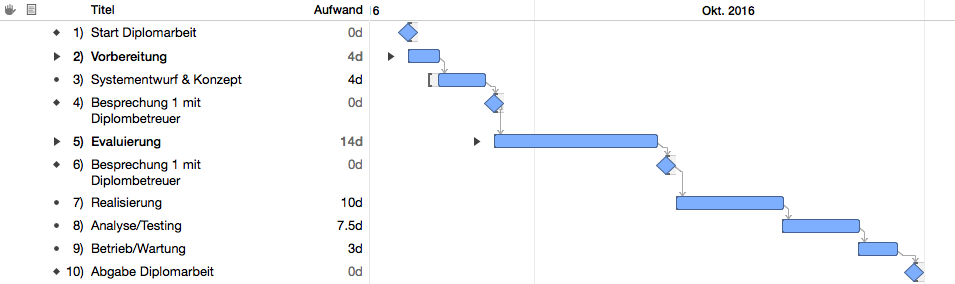 Titel Aufwand 6 Okt. 2016
1) Start Diplomarbeit 0d
2) Vorbereitung 4d
3) Systementwurf & Konzept 4d
4) Besprechung 1 mit 0d
Diplombetreuer
5) Evaluierung 14d
6) Besprechung 1 mit 0d
Diplombetreuer
7) Realisierung 10d
8) Analyse/Testing 7.5d
9) Betrieb/Wartung 3d
10) Abgabe Diplomarbeit 0d